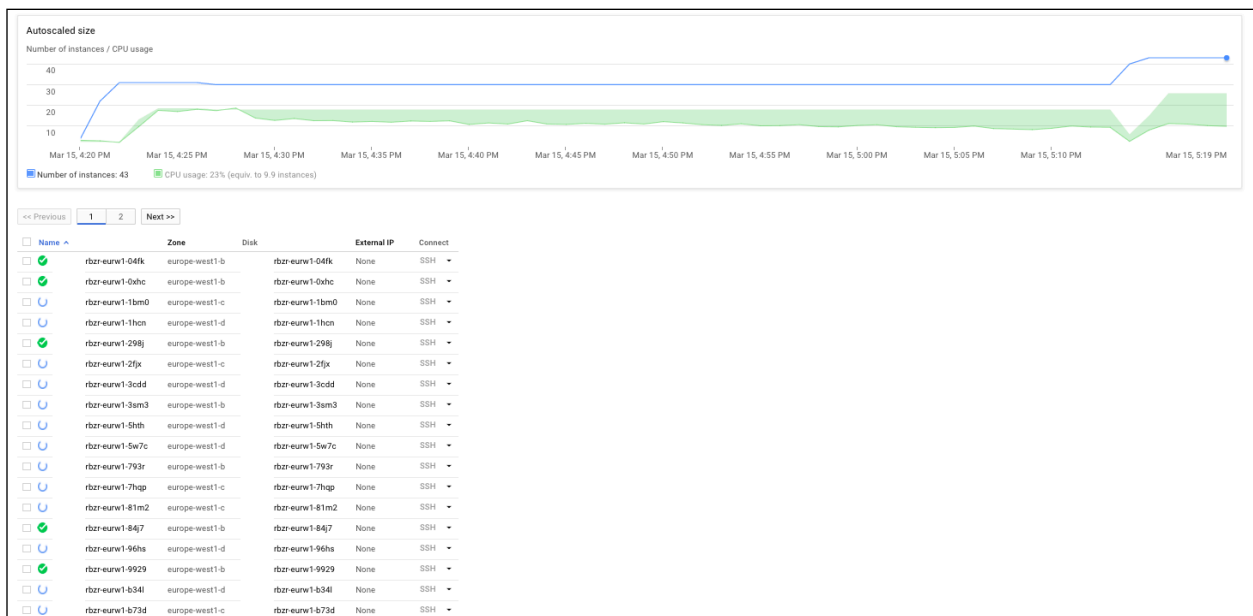 Autoscaled size
Number of instances / CPU usage
40
30
20
10
Mar 15, 4:20 PM Mar 15, 4:25 PM Mar 15, 4:30 PM Mar 15, 4:35 PM Mar 15, 4:40 PM Mar 15, 4:45 PM Mar 15, 4:50 PM Mar 15, 4:55 PM Mar 15, 5:00 PM Mar 15, 5:05 PM Mar 15, 5:10 PM Mar 15, 5:19 PM
Number of instances: 43 CPU usage: 23% (equiv. to 9.9 instances)
<< Previous 1 2 Next >>
Name Zone Disk External IP Connect
rbzr-eurw1-04fk europe-west1-b rbzr-eurw1-04fk None SSH
rbzr-eurw1-0xhc europe-west1-b rbzr-eurw1-0xhc None SSH
rbzr-eurw1-1bm0 europe-west1-c rbzr-eurw1-1bm0 None SSH
rbzr-eurw1-1hcn europe-west1-d rbzr-eurw1-1hcn None SSH
rbzr-eurw1-298j europe-west1-b rbzr-eurw1-298j None SSH
rbzr-eurw1-2fjx europe-west1-c rbzr-eurw1-2fjx None SSH
rbzr-eurw1-3cdd europe-west1-d rbzr-eurw1-3cdd None SSH
rbzr-eurw1-3sm3 europe-west1-b rbzr-eurw1-3sm3 None SSH
rbzr-eurw1-5hth europe-west1-d rbzr-eurw1-5hth None SSH
rbzr-eurw1-5w7c europe-west1-d rbzr-eurw1-5w7c None SSH
rbzr-eurw1-793r europe-west1-b rbzr-eurw1-793r None SSH
rbzr-eurw1-7hqp europe-west1-c rbzr-eurw1-7hqp None SSH
rbzr-eurw1-81m2 europe-west1-c rbzr-eurw1-81m2 None SSH
rbzr-eurw1-84j7 europe-west1-b rbzr-eurw1-84j7 None SSH
rbzr-eurw1-96hs europe-west1-d rbzr-eurw1-96hs None SSH
rbzr-eurw1-9929 europe-west1-b rbzr-eurw1-9929 None SSH
rbzr-eurw1-b34l europe-west1-d rbzr-eurw1-b34l None SSH
rbzr-eurw1-b73d europe-west1-c rbzr-eurw1-b73d None SSH